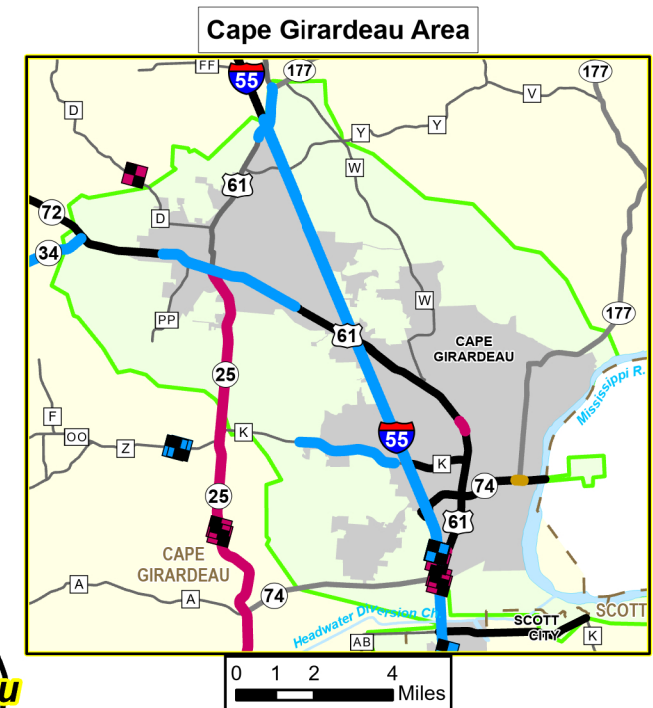 Cape Girardeau Area
FF
55
177
177
D
V
Y
Y
W
61
72
D
34
W
PP
177
61
CAPE
GIRARDEAU
Mississippi R.
25
F
OO
Z
K
55
K
74
25
61
CAPE
GIRARDEAU
A
A
74
Headwater Diversion Ch
SCOTT
SCOTT
CITY
AB
K
0 1 2 4
Miles
u